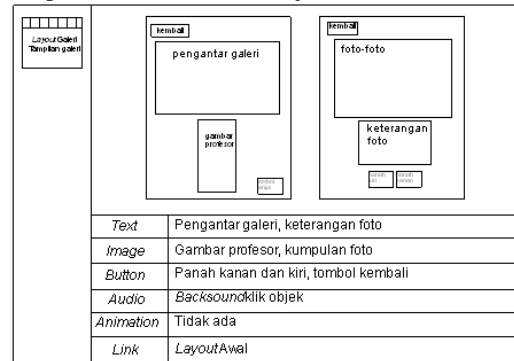 Layout Galeri
Tampilan galeri
kembali
pengantar galeri
gambar
profesor
kembali
foto-foto
keterangan
foto
Text Pengantar galeri, keterangan foto
Image Gambar profesor, kumpulan foto
Button Panah kanan dan kiri, tombol kembali
Audio Backsoundklik objek
Animation Tidak ada
Link LayoutAwal